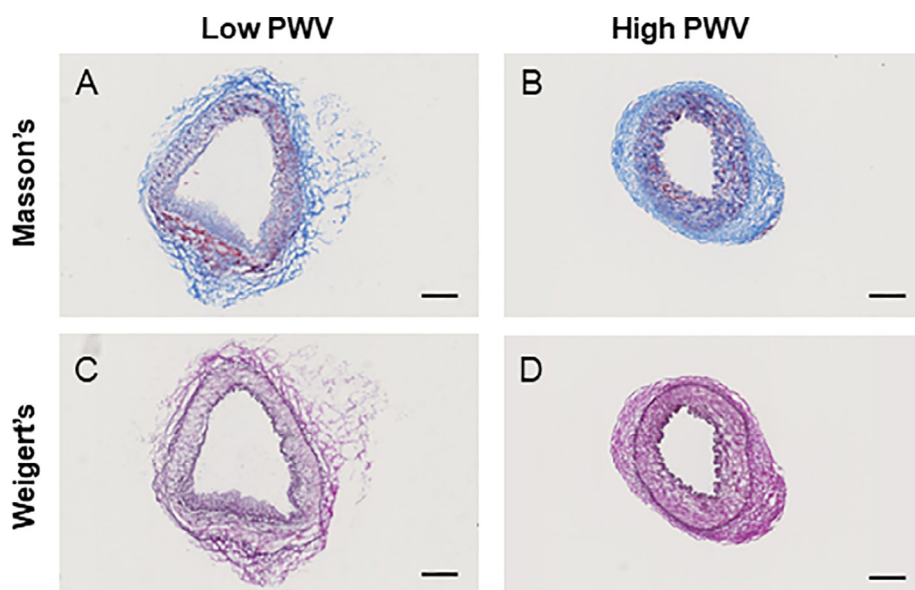 Low PWV
High PWV
Masson's
A
B
Weigert's
C
D